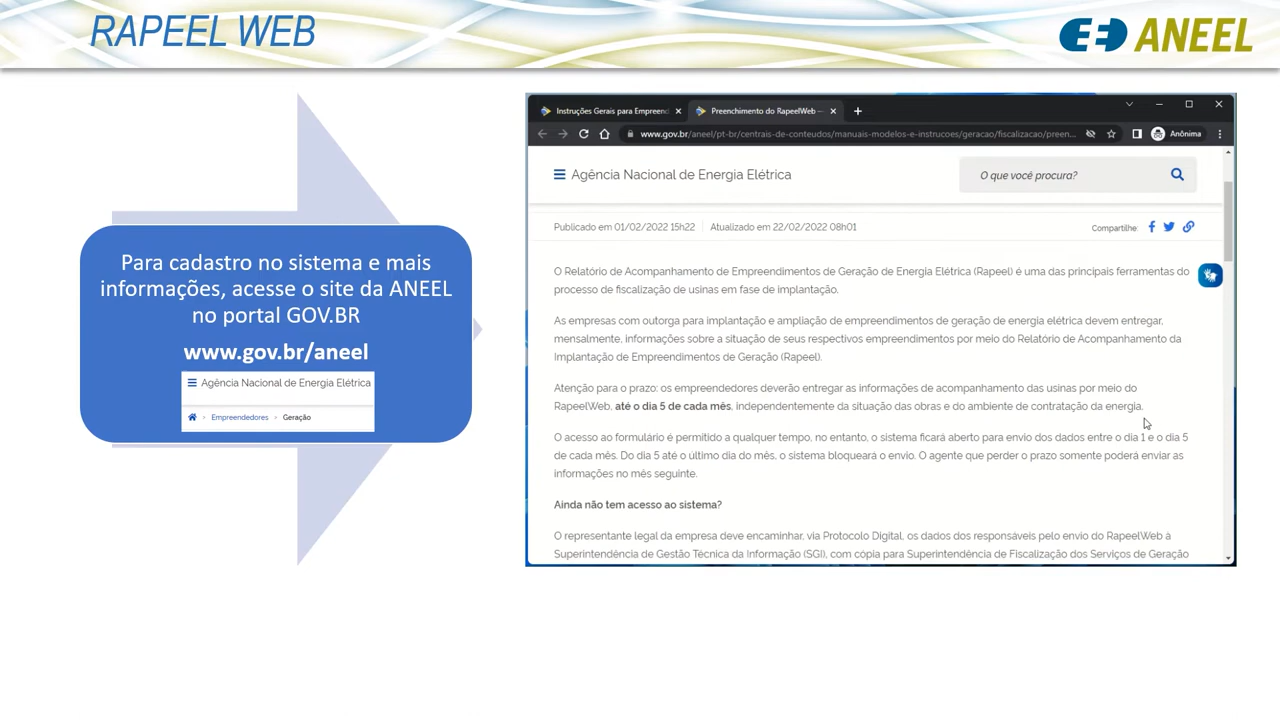 RAPEEL WEB
ANEEL
Para cadastro no sistema e mais
informações, acesse o site da ANEEL
no portal GOV.BR
www.gov.br/aneel
Agência Nacional de Energia Elétrica
Empreendedores > Geração
Instruções Gerais para Empreend
Preenchimento do RapeelWeb —
www.gov.br/aneel/pt-br/centrais-de-conteudos/manuais-modelos-e-instrucoes/geracao/fiscalizacao/preen...
Anônima
Agência Nacional de Energia Elétrica
O que você procura?
Publicado em 01/02/2022 15h22 | Atualizado em 22/02/2022 08h01
Compartilhe:
O Relatório de Acompanhamento de Empreendimentos de Geração de Energia Elétrica (Rapeel) é uma das principais ferramentas do
processo de fiscalização de usinas em fase de implantação.
As empresas com outorga para implantação e ampliação de empreendimentos de geração de energia elétrica devem entregar,
mensalmente, informações sobre a situação de seus respectivos empreendimentos por meio do Relatório de Acompanhamento da
Implantação de Empreendimentos de Geração (Rapeel).
Atenção para o prazo: os empreendedores deverão entregar as informações de acompanhamento das usinas por meio do
RapeelWeb, até o dia 5 de cada mês, independentemente da situação das obras e do ambiente de contratação da energia.
O acesso ao formulário é permitido a qualquer tempo, no entanto, o sistema ficará aberto para envio dos dados entre o dia 1 e o dia 5
de cada mês. Do dia 5 até o último dia do mês, o sistema bloqueará o envio. O agente que perder o prazo somente poderá enviar as
informações no mês seguinte.
Ainda não tem acesso ao sistema?
O representante legal da empresa deve encaminhar, via Protocolo Digital, os dados dos responsáveis pelo envio do RapeelWeb à
Superintendência de Gestão Técnica da Informação (SGI), com cópia para Superintendência de Fiscalização dos Serviços de Geração